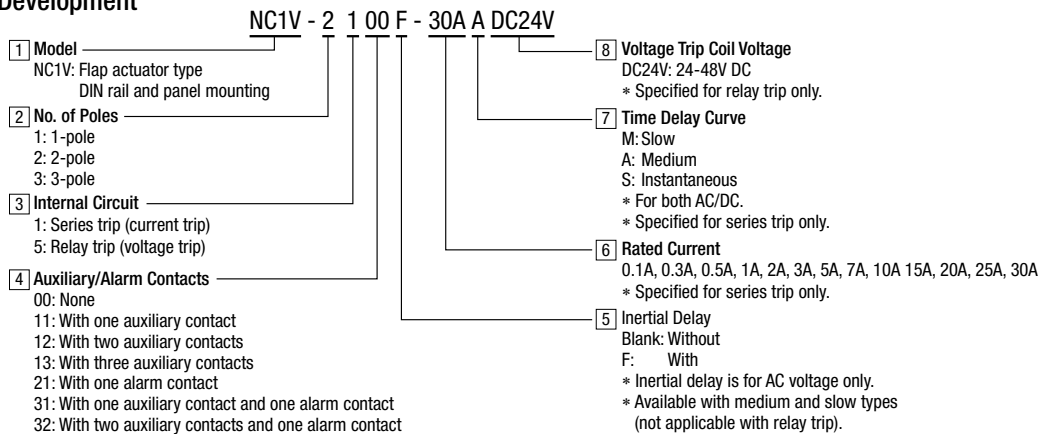 Development
NC1V - 2 1 00 F - 30A A DC24V
1 Model
NC1V: Flap actuator type
DIN rail and panel mounting
2 No. of Poles
1: 1-pole
2: 2-pole
3: 3-pole
3 Internal Circuit
1: Series trip (current trip)
5: Relay trip (voltage trip)
4 Auxiliary/Alarm Contacts
00: None
11: With one auxiliary contact
12: With two auxiliary contacts
13: With three auxiliary contacts
21: With one alarm contact
31: With one auxiliary contact and one alarm contact
32: With two auxiliary contacts and one alarm contact
8 Voltage Trip Coil Voltage
DC24V: 24-48V DC
* Specified for relay trip only.
7 Time Delay Curve
M: Slow
A: Medium
S: Instantaneous
* For both AC/DC.
* Specified for series trip only.
6 Rated Current
0.1A, 0.3A, 0.5A, 1A, 2A, 3A, 5A, 7A, 10A 15A, 20A, 25A, 30A
* Specified for series trip only.
5 Inertial Delay
Blank: Without
F: With
* Inertial delay is for AC voltage only.
* Available with medium and slow types
(not applicable with relay trip).